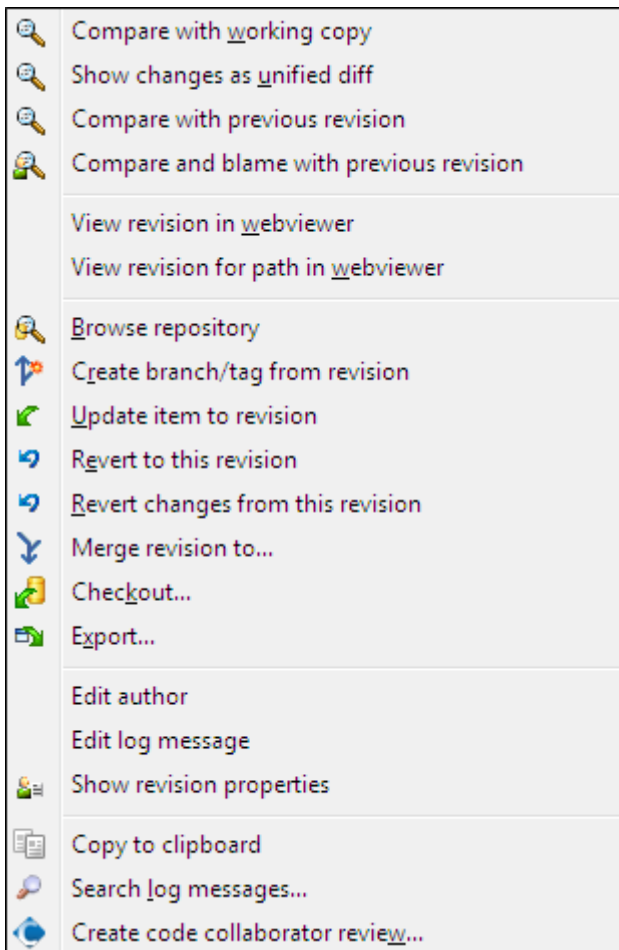 Compare with working copy
Show changes as unified diff
Compare with previous revision
Compare and blame with previous revision
View revision in webviewer
View revision for path in webviewer
Browse repository
Create branch/tag from revision
Update item to revision
Revert to this revision
Revert changes from this revision
Merge revision to...
Checkout...
Export...
Edit author
Edit log message
Show revision properties
Copy to clipboard
Search log messages...
Create code collaborator review...